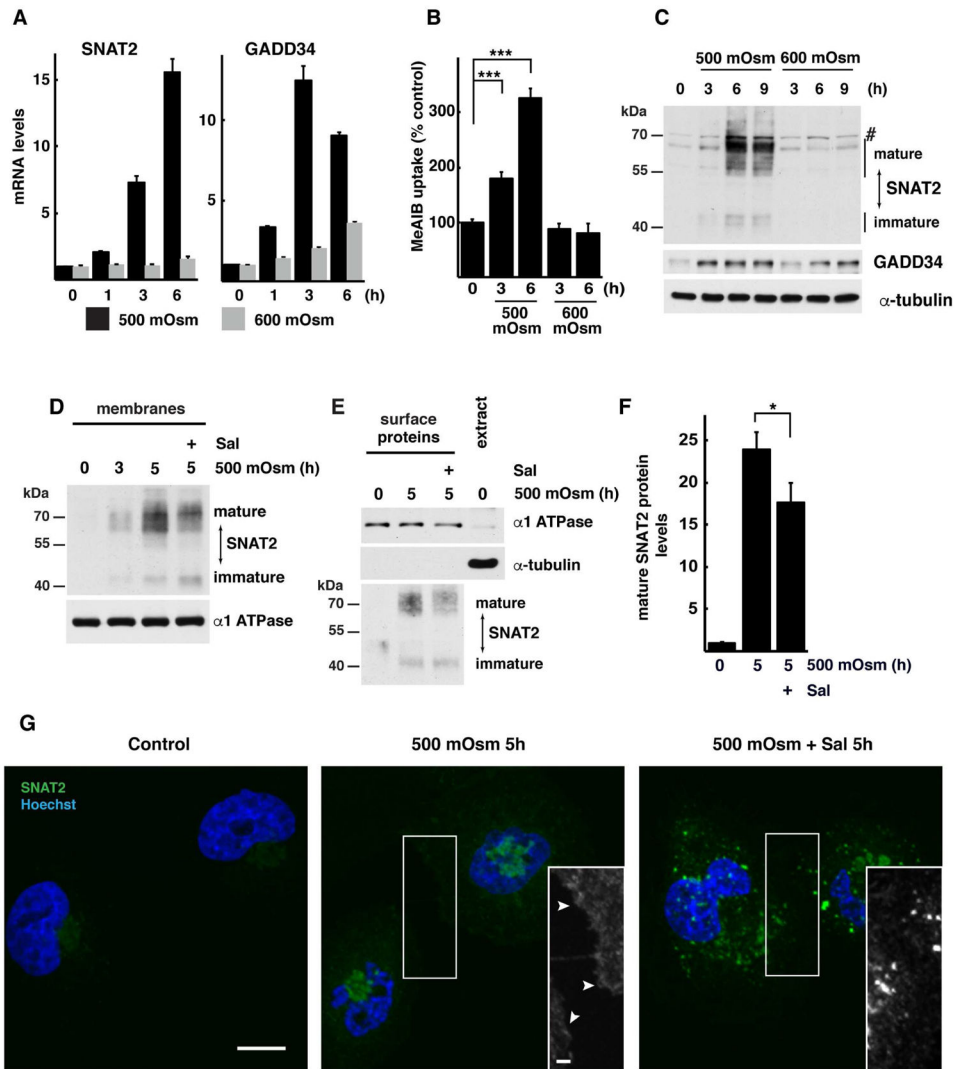 A
SNAT2
GADD34
mRNA levels
15
10
5
10
5
0 1 3 6
0 1 3 6 (h)
500 mOsm
600 mOsm
B
MeAIB uptake (% control)
300
200
100
***
***
0 3 6 3 6 (h)
500 mOsm
600 mOsm
C
500 mOsm 600 mOsm
0 3 6 9 3 6 9 (h)
kDa
70
55
40
#
mature
SNAT2
immature
GADD34
α-tubulin
D
membranes
+ Sal
0 3 5 5 500 mOsm (h)
kDa
70
55
40
mature
SNAT2
immature
α1 ATPase
E
surface proteins
extract
+ Sal
0 5 5 0 500 mOsm (h)
α1 ATPase
α-tubulin
kDa
70
55
40
mature
SNAT2
immature
F
mature SNAT2 protein levels
25
20
15
10
5
*
0 5 5 500 mOsm (h)
+ Sal
G
Control
500 mOsm 5h
500 mOsm + Sal 5h
SNAT2
Hoechst